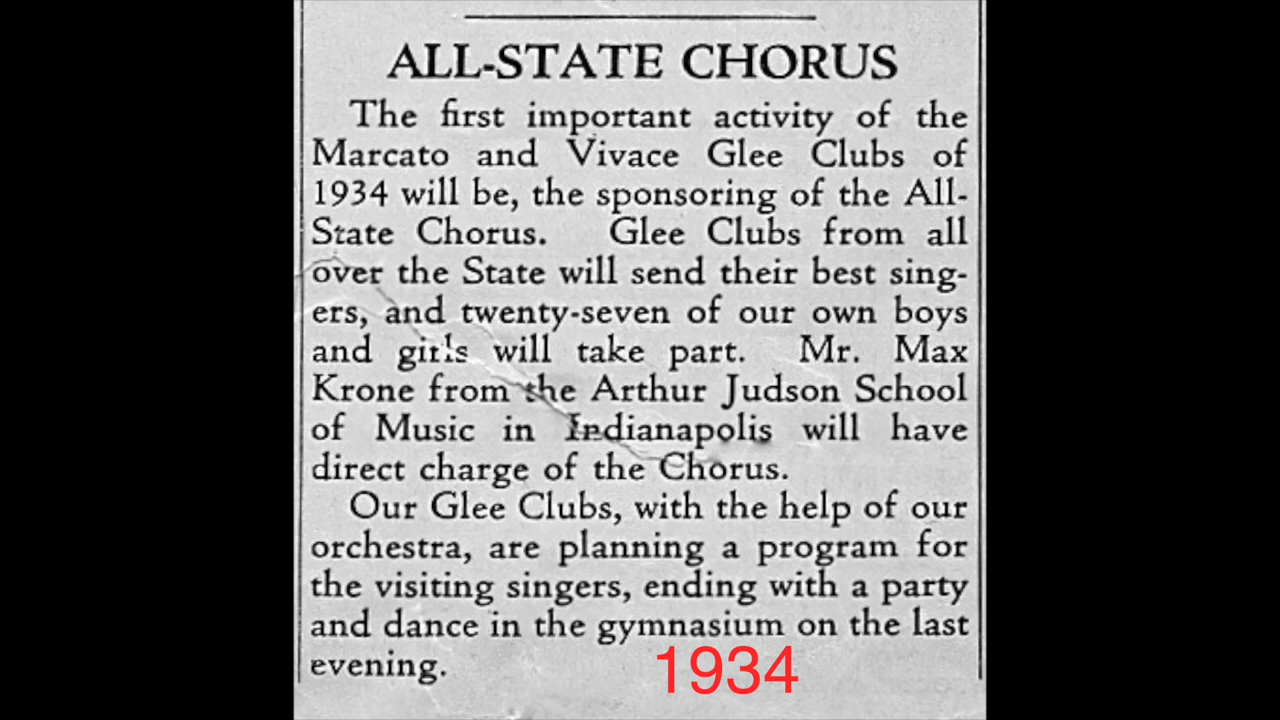 ALL-STATE CHORUS
The first important activity of the
Marcato and Vivace Glee Clubs of
1934 will be, the sponsoring of the All-
State Chorus. Glee Clubs from all
over the State will send their best sing-
ers, and twenty-seven of our own boys
and girls will take part. Mr. Max
Krone from the Arthur Judson School
of Music in Indianapolis will have
direct charge of the Chorus.
Our Glee Clubs, with the help of our
orchestra, are planning a program for
the visiting singers, ending with a party
and dance in the gymnasium on the last
evening.
1934